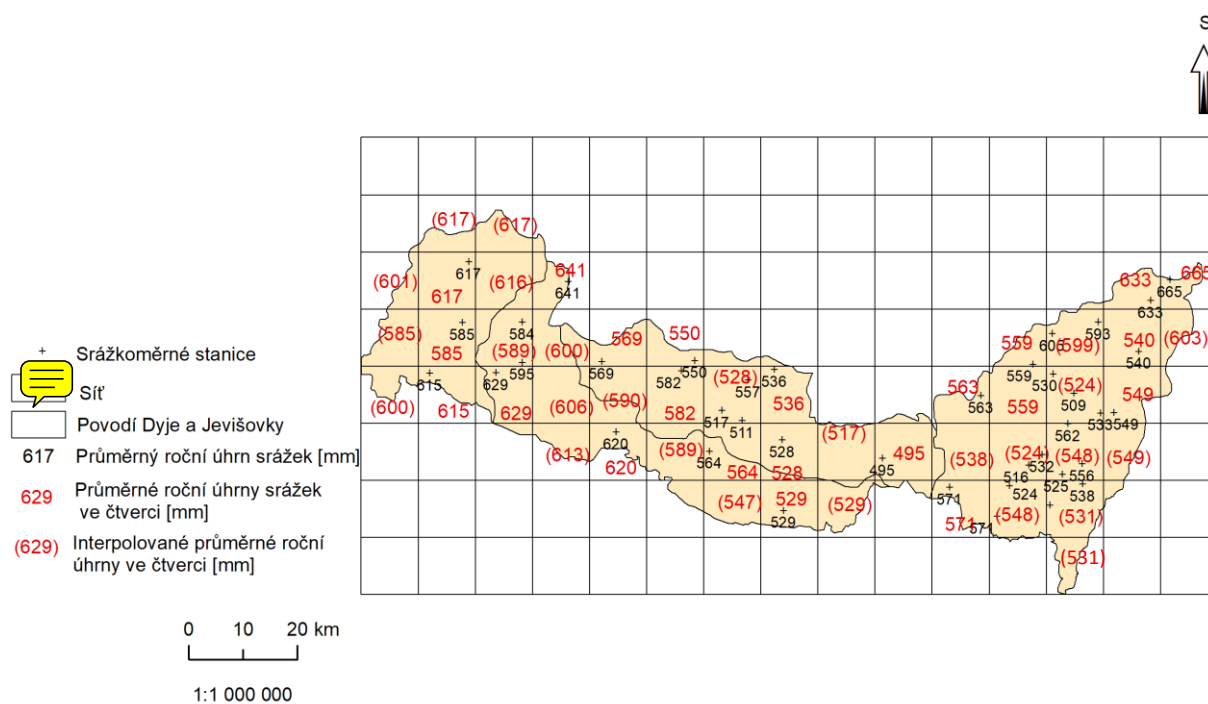 S
(617) (617)
641
(601) 617 (616) 641 633 665
617 665
633
(585) 585 584 569 550 559 606 593 540 (603)
585 (589) (600) (599) 540
595 569 550 (528) 536 559 530 (524)
615 629 582 557 563 509 549
(600) 615 629 (606) (590) 582 517 536 563 559 533 549
511 562
620 (517)
(613) 620 (589) 564 528 495 (538) (524) 532 (548) (549)
564 528 495 516 525 556
(547) 529 (529) 571 524 538
529 571 571 (548) (531)
(531)
Srážkoměrné stanice
Síť
Povodí Dyje a Jevišovky
617 Průměrný roční úhrn srážek [mm]
629 Průměrné roční úhrny srážek
ve čtverci [mm]
(629) Interpolované průměrné roční
úhrny ve čtverci [mm]
0 10 20 km
1:1 000 000